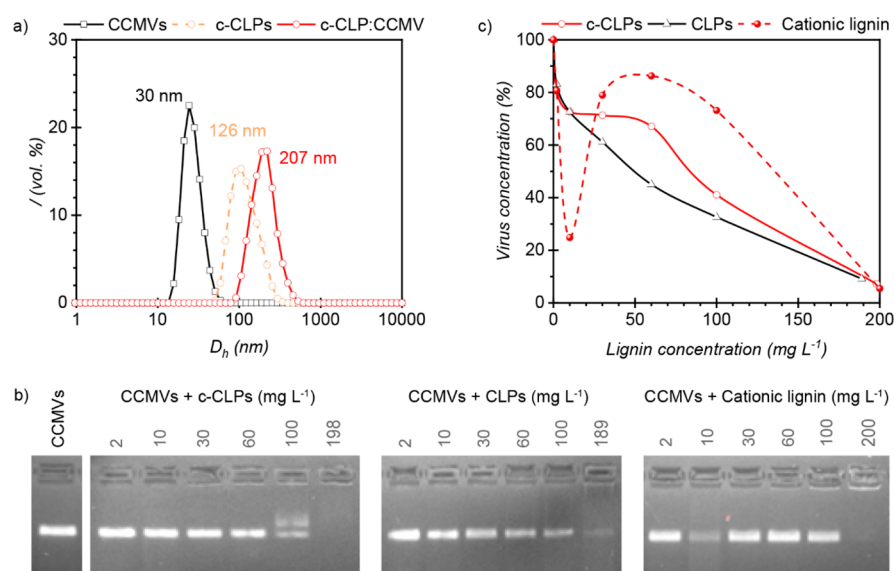 a)
CCMVs c-CLPs c-CLP:CCMV
30
20
10
0
I (vol. %)
30 nm
126 nm
207 nm
1 10 100 1000 10000
Dh (nm)
c)
c-CLPs CLPs Cationic lignin
100
80
60
40
20
0
Virus concentration (%)
0 50 100 150 200
Lignin concentration (mg L-1)
b)
CCMVs
CCMVs + c-CLPs (mg L-1)
2 10 30 60 100 198
CCMVs + CLPs (mg L-1)
2 10 30 60 100 189
CCMVs + Cationic lignin (mg L-1)
2 10 30 60 100 200